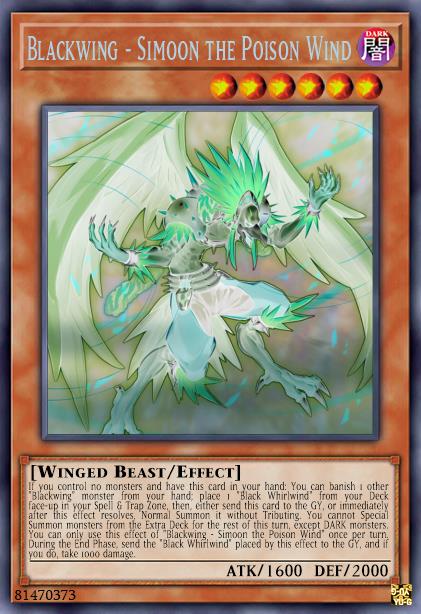 Blackwing - Simoon the Poison Wind
DARK
闇
[Winged Beast/Effect]
If you control no monsters and have this card in your hand: You can banish 1 other
"Blackwing" monster from your hand; place 1 "Black Whirlwind" from your Deck
face-up in your Spell & Trap Zone, then, either send this card to the GY, or immediately
after this effect resolves, Normal Summon it without Tributing. You cannot Special
Summon monsters from the Extra Deck for the rest of this turn, except DARK monsters.
You can only use this effect of "Blackwing - Simoon the Poison Wind" once per turn.
During the End Phase, send the "Black Whirlwind" placed by this effect to the GY, and if
you do, take 1000 damage.
ATK/1600 DEF/2000
81470373